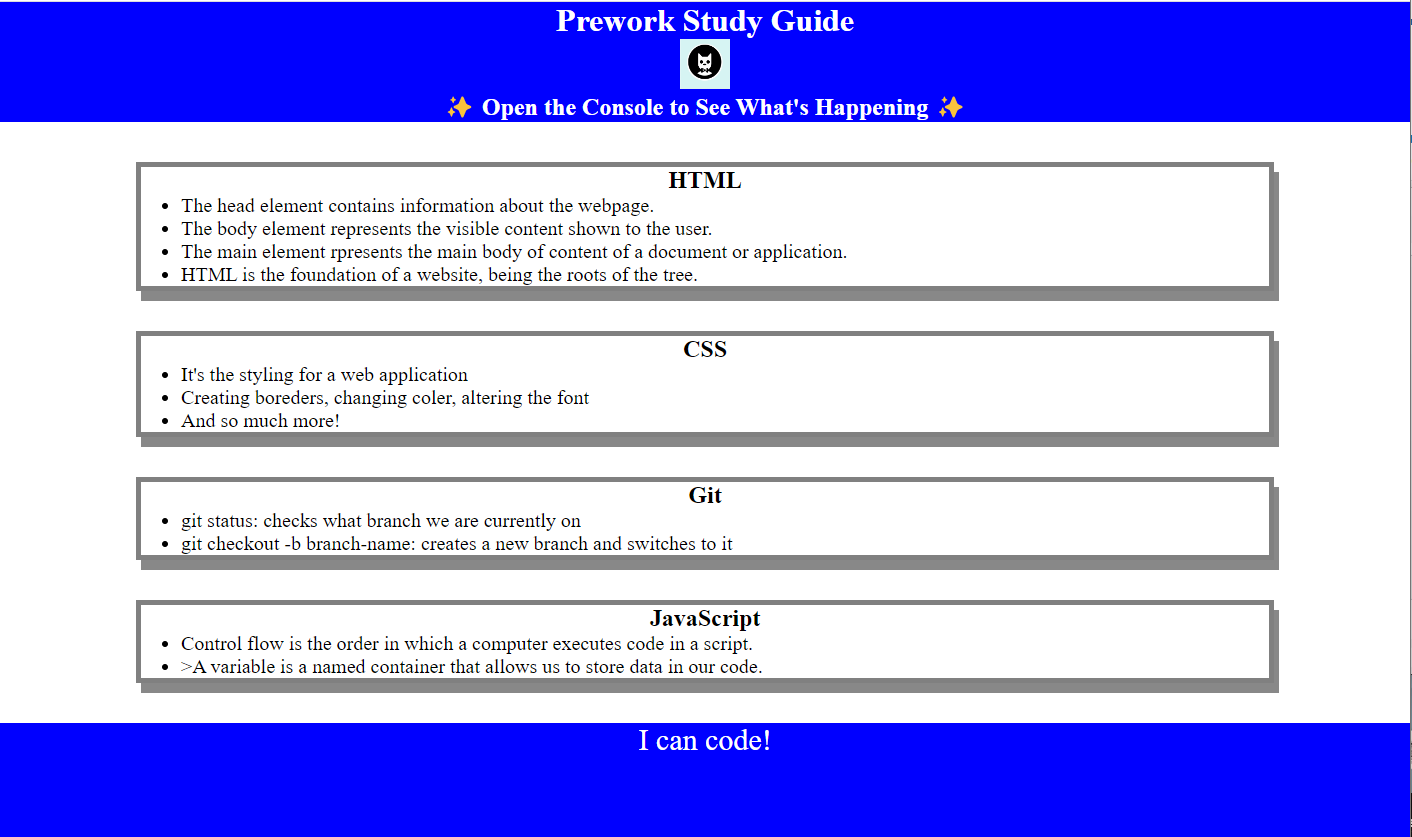 Prework Study Guide
✨ Open the Console to See What's Happening ✨
HTML
• The head element contains information about the webpage.
• The body element represents the visible content shown to the user.
• The main element rpresents the main body of content of a document or application.
• HTML is the foundation of a website, being the roots of the tree.
CSS
• It's the styling for a web application
• Creating boreders, changing coler, altering the font
• And so much more!
Git
• git status: checks what branch we are currently on
• git checkout -b branch-name: creates a new branch and switches to it
JavaScript
• Control flow is the order in which a computer executes code in a script.
• >A variable is a named container that allows us to store data in our code.
I can code!